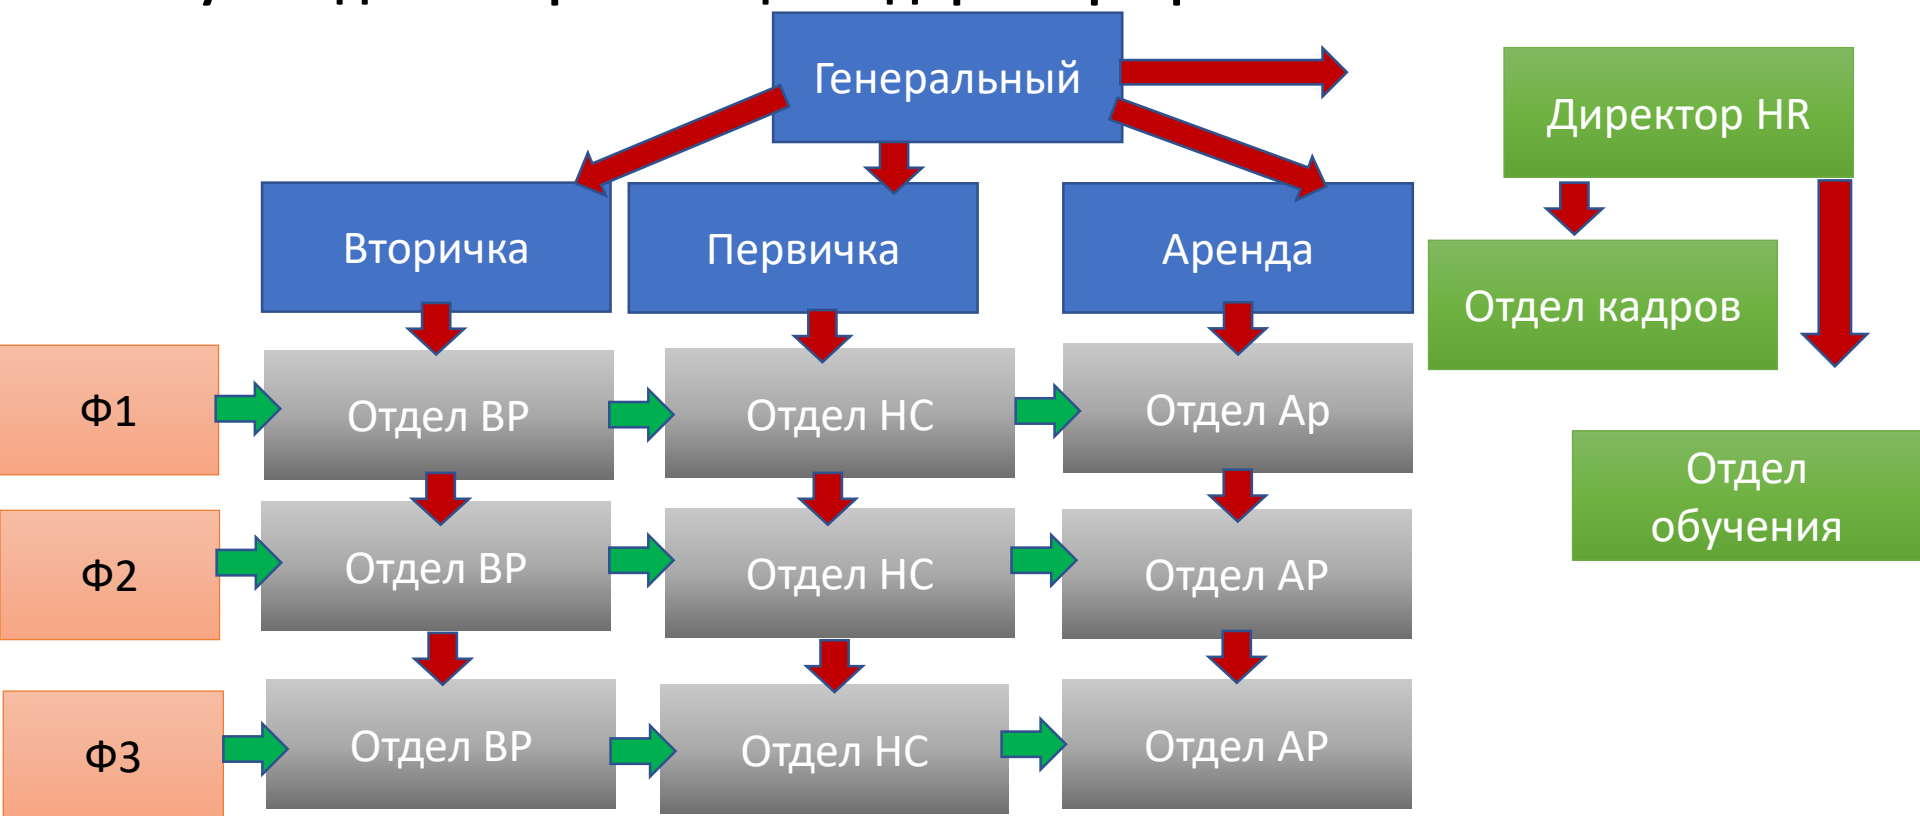 Генеральный
Директор HR
Вторичка
Первичка
Аренда
Отдел кадров
Ф1
Отдел ВР
Отдел НС
Отдел Ар
Отдел
обучения
Ф2
Отдел ВР
Отдел НС
Отдел АР
Ф3
Отдел ВР
Отдел НС
Отдел АР